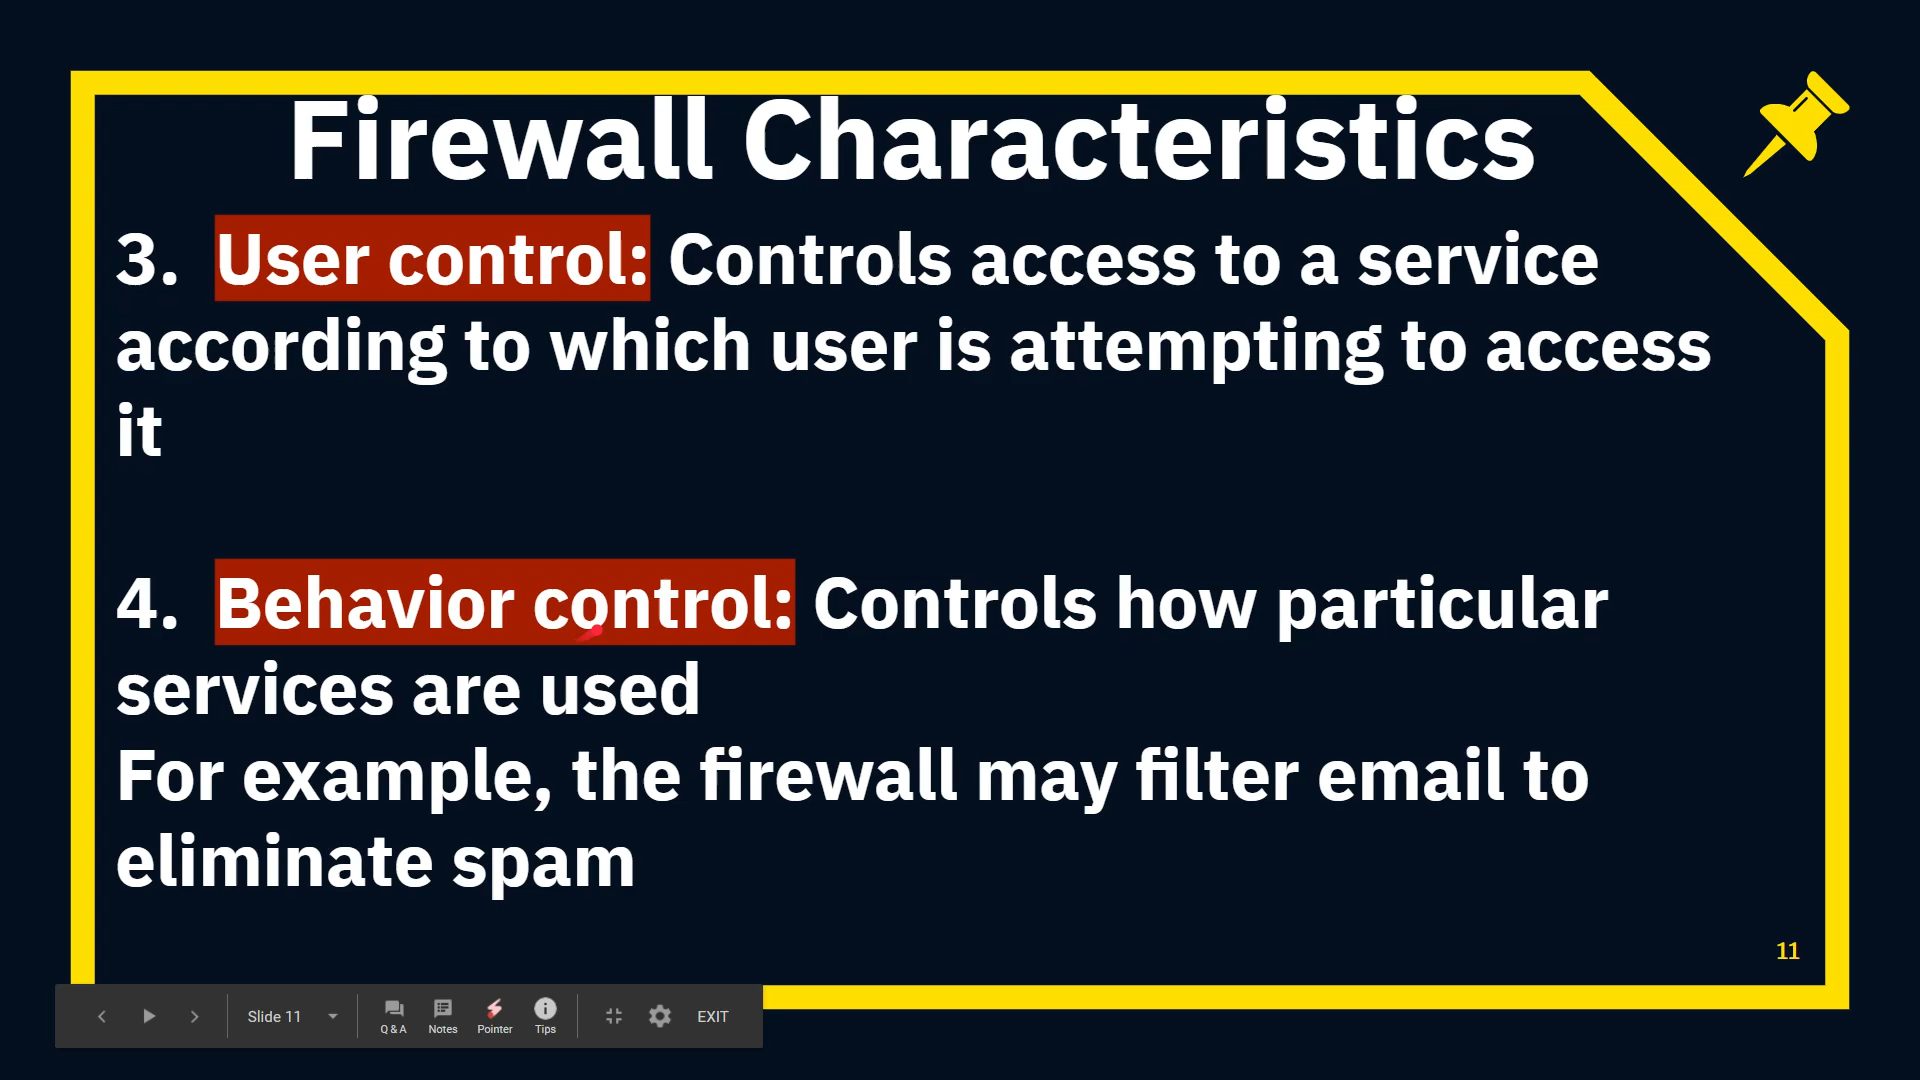 Firewall Characteristics
3. User control: Controls access to a service
according to which user is attempting to access
it
4. Behavior control: Controls how particular
services are used
For example, the firewall may filter email to
eliminate spam
11
Slide 11
Q & A
Notes
Pointer
Tips
EXIT